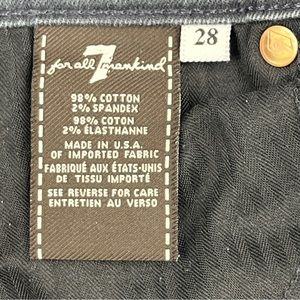 7
for all mankind
28
98% COTTON
2% SPANDEX
98% COTON
2% ÉLASTHANNE
MADE IN U.S.A.
OF IMPORTED FABRIC
FABRIQUÉ AUX ÉTATS-UNIS
DE TISSU IMPORTÉ
SEE REVERSE FOR CARE
ENTRETIEN AU VERSO